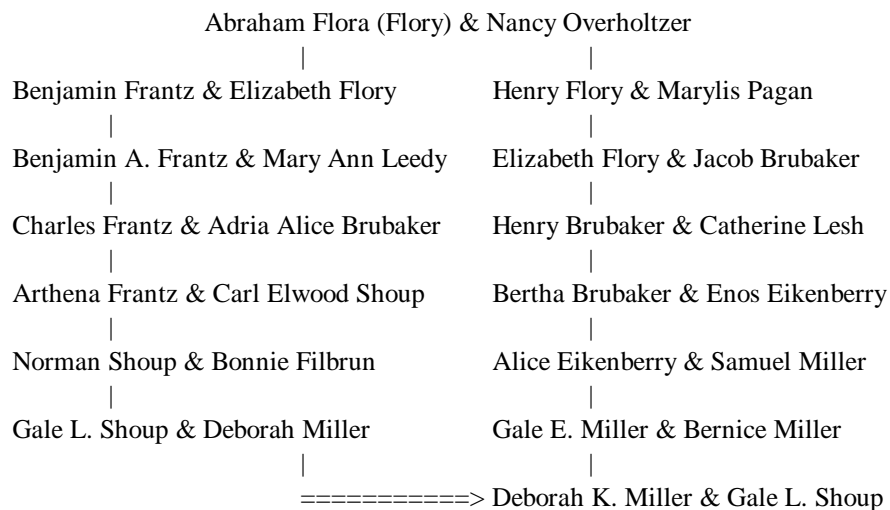 Abraham Flora (Flory) & Nancy Overholtzer
| |
Benjamin Frantz & Elizabeth Flory Henry Flory & Marylis Pagan
| |
Benjamin A. Frantz & Mary Ann Leedy Elizabeth Flory & Jacob Brubaker
| |
Charles Frantz & Adria Alice Brubaker Henry Brubaker & Catherine Lesh
| |
Arthena Frantz & Carl Elwood Shoup Bertha Brubaker & Enos Eikenberry
| |
Norman Shoup & Bonnie Filbrun Alice Eikenberry & Samuel Miller
| |
Gale L. Shoup & Deborah Miller Gale E. Miller & Bernice Miller
| |
===========> Deborah K. Miller & Gale L. Shoup